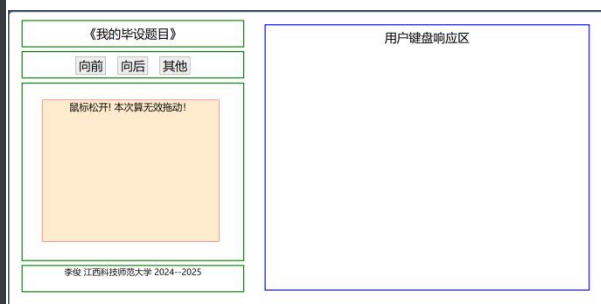 《我的毕设题目》
向前 向后 其他
鼠标松开! 本次算无效拖动!
李俊 江西科技师范大学 2024--2025
用户键盘响应区